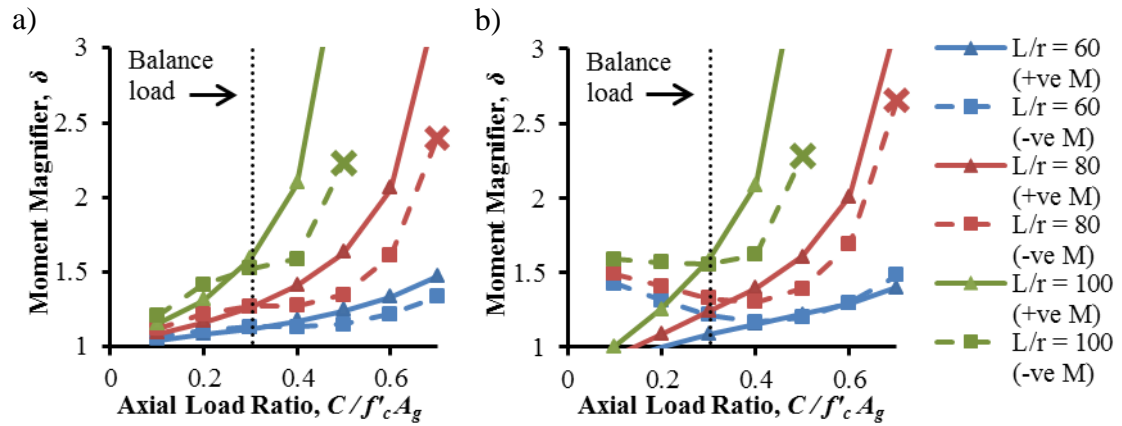 a)
Moment Magnifier, δ
3
2.5
2
1.5
1
Balance
load
0
0.2
0.4
0.6
Axial Load Ratio, C / f'c Ag
b)
Moment Magnifier, δ
3
2.5
2
1.5
1
Balance
load
0
0.2
0.4
0.6
Axial Load Ratio, C / f'c Ag
L/r = 60
(+ve M)
L/r = 60
(-ve M)
L/r = 80
(+ve M)
L/r = 80
(-ve M)
L/r = 100
(+ve M)
L/r = 100
(-ve M)